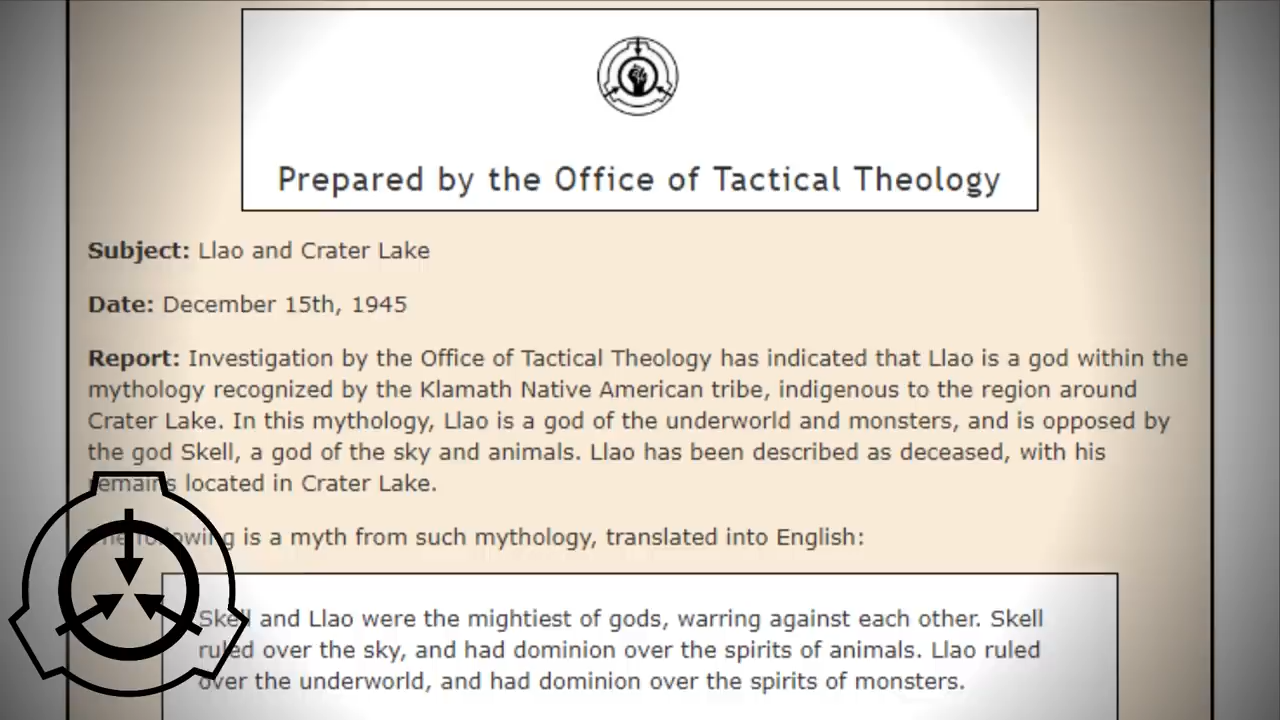 Prepared by the Office of Tactical Theology
Subject: Llao and Crater Lake
Date: December 15th, 1945
Report: Investigation by the Office of Tactical Theology has indicated that Llao is a god within the
mythology recognized by the Klamath Native American tribe, indigenous to the region around
Crater Lake. In this mythology, Llao is a god of the underworld and monsters, and is opposed by
the god Skell, a god of the sky and animals. Llao has been described as deceased, with his
remains located in Crater Lake.
The following is a myth from such mythology, translated into English:
Skell and Llao were the mightiest of gods, warring against each other. Skell
ruled over the sky, and had dominion over the spirits of animals. Llao ruled
over the underworld, and had dominion over the spirits of monsters.